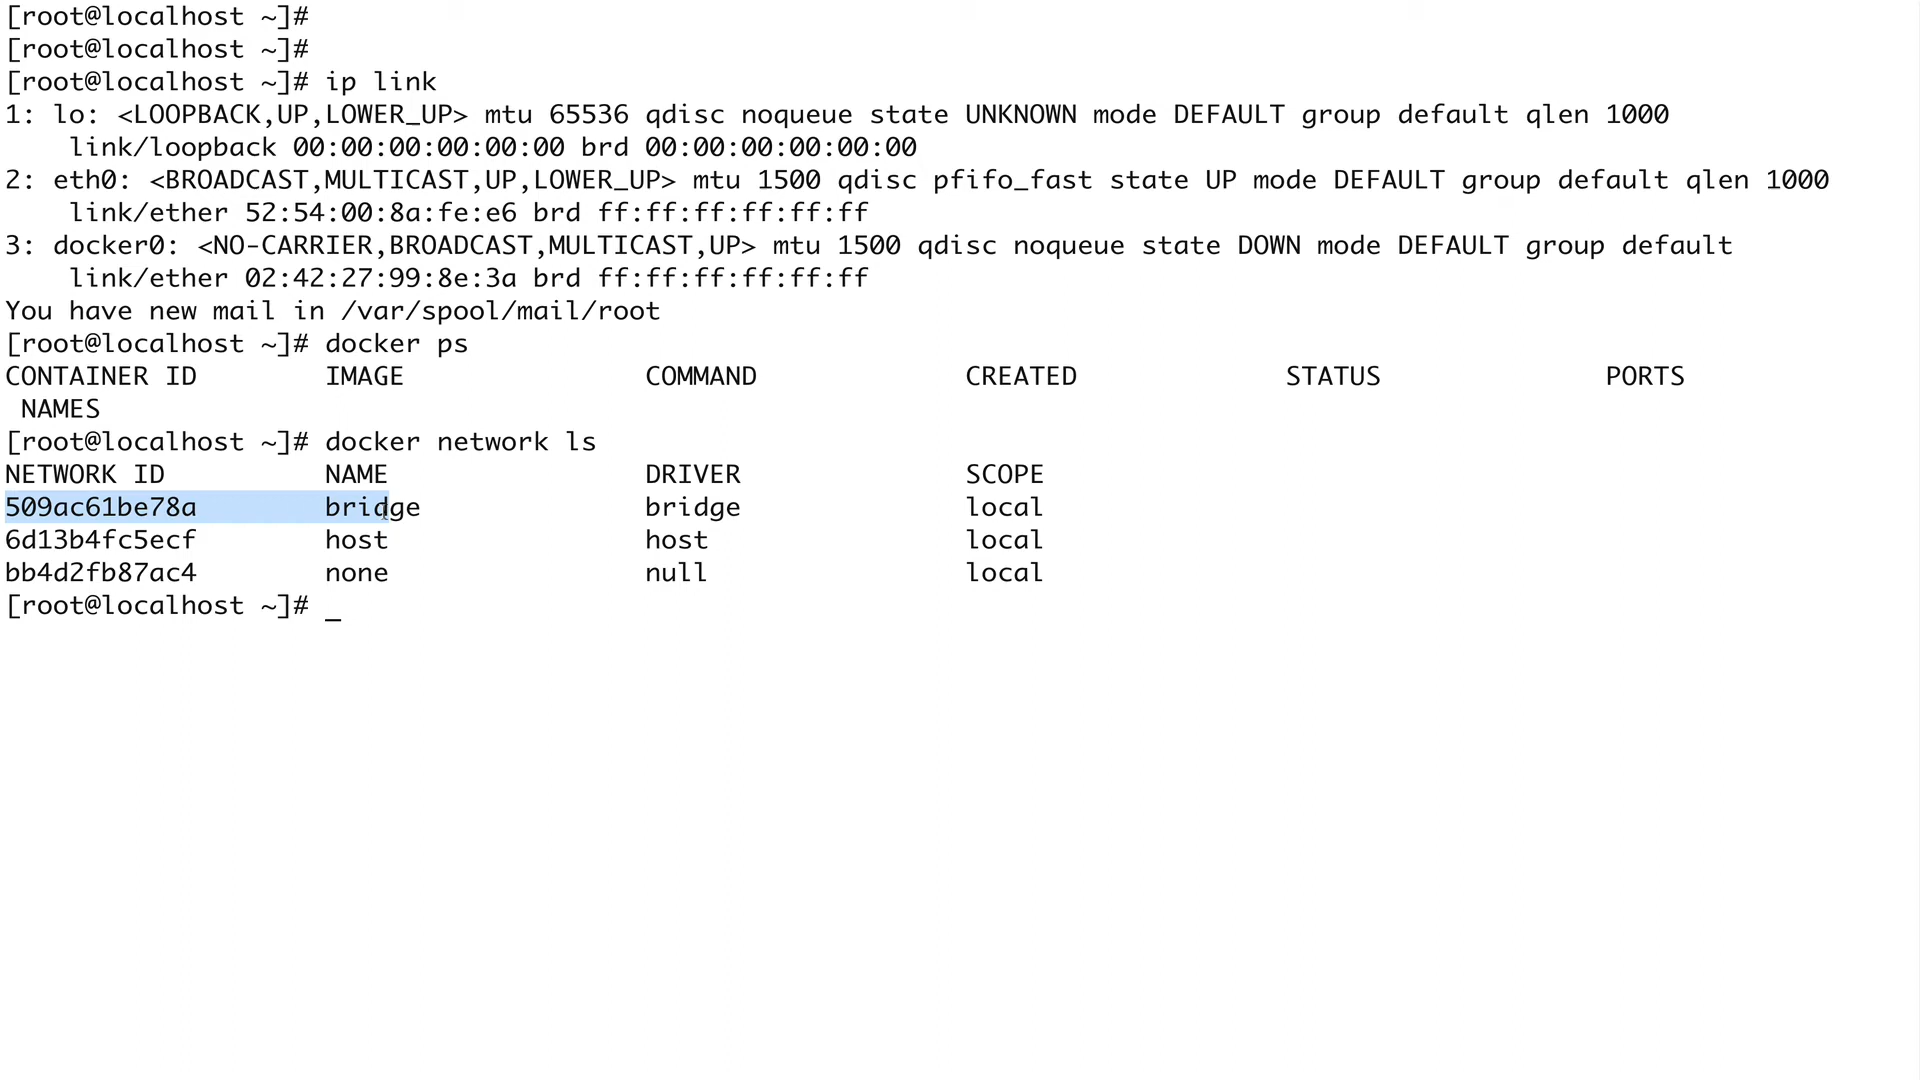 [root@localhost ~]#
[root@localhost ~]#
[root@localhost ~]# ip link
1: lo: <LOOPBACK,UP,LOWER_UP> mtu 65536 qdisc noqueue state UNKNOWN mode DEFAULT group default qlen 1000
    link/loopback 00:00:00:00:00:00 brd 00:00:00:00:00:00
2: eth0: <BROADCAST,MULTICAST,UP,LOWER_UP> mtu 1500 qdisc pfifo_fast state UP mode DEFAULT group default qlen 1000
    link/ether 52:54:00:8a:fe:e6 brd ff:ff:ff:ff:ff:ff
3: docker0: <NO-CARRIER,BROADCAST,MULTICAST,UP> mtu 1500 qdisc noqueue state DOWN mode DEFAULT group default
    link/ether 02:42:27:99:8e:3a brd ff:ff:ff:ff:ff:ff
You have new mail in /var/spool/mail/root
[root@localhost ~]# docker ps
CONTAINER ID        IMAGE               COMMAND             CREATED             STATUS              PORTS
 NAMES
[root@localhost ~]# docker network ls
NETWORK ID          NAME                DRIVER              SCOPE
509ac61be78a        bridge              bridge              local
6d13b4fc5ecf        host                host                local
bb4d2fb87ac4        none                null                local
[root@localhost ~]# _